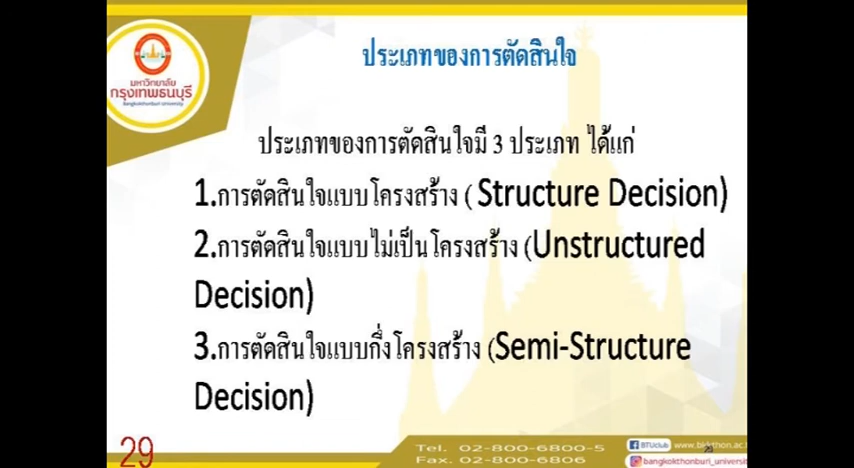 มหาวิทยาลัย
กรุงเทพธนบุรี
Bangkokthonburi University
ประเภทของการตัดสินใจ
ประเภทของการตัดสินใจมี 3 ประเภท ได้แก่
1.การตัดสินใจแบบโครงสร้าง ( Structure Decision)
2.การตัดสินใจแบบไม่เป็นโครงสร้าง (Unstructured
Decision)
3.การตัดสินใจแบบกึ่งโครงสร้าง (Semi-Structure
Decision)
29
Tel. 02-800-6800-5
Fax. 02-800-6806
BTUclub
bangkokthonburi_universit